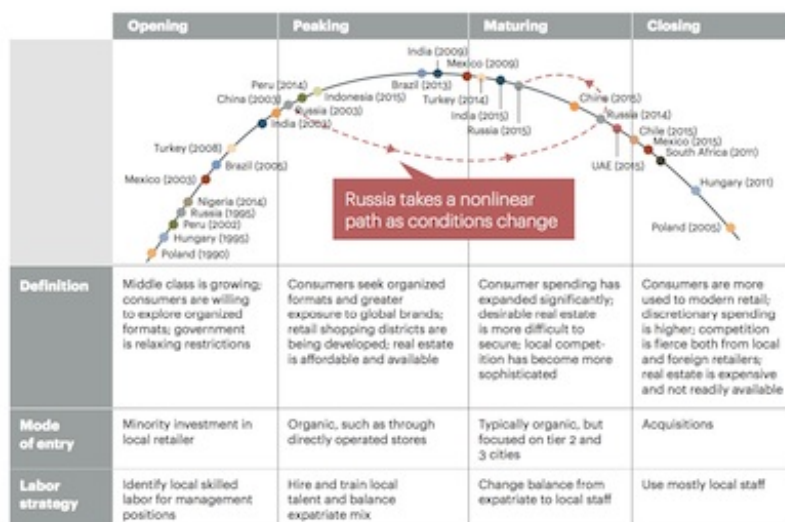 Opening Peaking Maturing Closing
India (2009)
Mexico (2009)
Peru (2014)
Brazil (2013)
China (2003)
Indonesia (2015)
Turkey (2014)
China (2015)
Russia (2003)
India (2015)
Russia (2014)
India (2003)
Russia (2015)
Chile (2015)
Turkey (2008)
Mexico (2015)
South Africa (2011)
Brazil (2005)
UAE (2015)
Mexico (2003)
Hungary (2011)
Nigeria (2014)
Russia takes a nonlinear
path as conditions change
Russia (1995)
Peru (2002)
Poland (2005)
Hungary (1995)
Poland (1990)
Definition
Middle class is growing;
consumers are willing
to explore organized
formats; government
is relaxing restrictions
Consumers seek organized
formats and greater
exposure to global brands;
retail shopping districts are
being developed; real estate
is affordable and available
Consumer spending has
expanded significantly;
desirable real estate
is more difficult to
secure; local compet-
ition has become more
sophisticated
Consumers are more
used to modern retail;
discretionary spending
is higher; competition
is fierce both from local
and foreign retailers;
real estate is expensive
and not readily available
Mode
of entry
Minority investment in
local retailer
Organic, such as through
directly operated stores
Typically organic, but
focused on tier 2 and
3 cities
Acquisitions
Labor
strategy
Identify local skilled
labor for management
positions
Hire and train local
talent and balance
expatriate mix
Change balance from
expatriate to local staff
Use mostly local staff